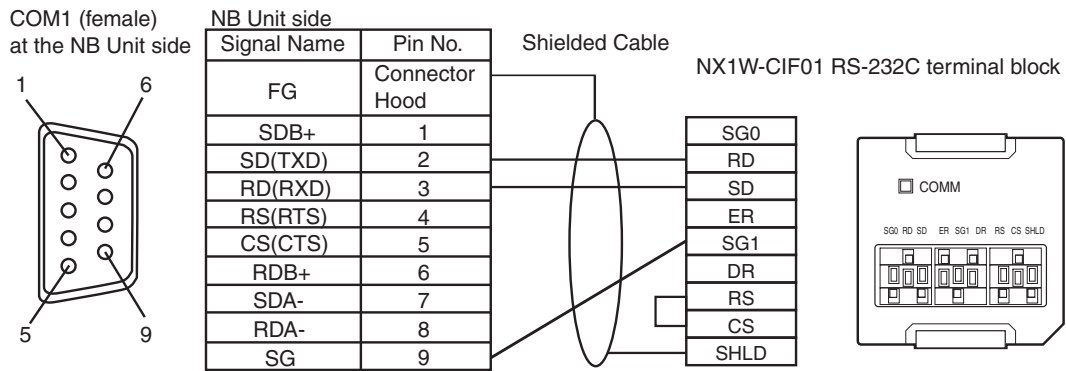 COM1 (female)
at the NB Unit side
1
6
5
9
NB Unit side
Signal Name Pin No.
FG Connector Hood
SDB+ 1
SD(TXD) 2
RD(RXD) 3
RS(RTS) 4
CS(CTS) 5
RDB+ 6
SDA- 7
RDA- 8
SG 9
Shielded Cable
NX1W-CIF01 RS-232C terminal block
SG0
RD
SD
ER
SG1
DR
RS
CS
SHLD
COMM
SG0 RD SD ER SG1 DR RS CS SHLD